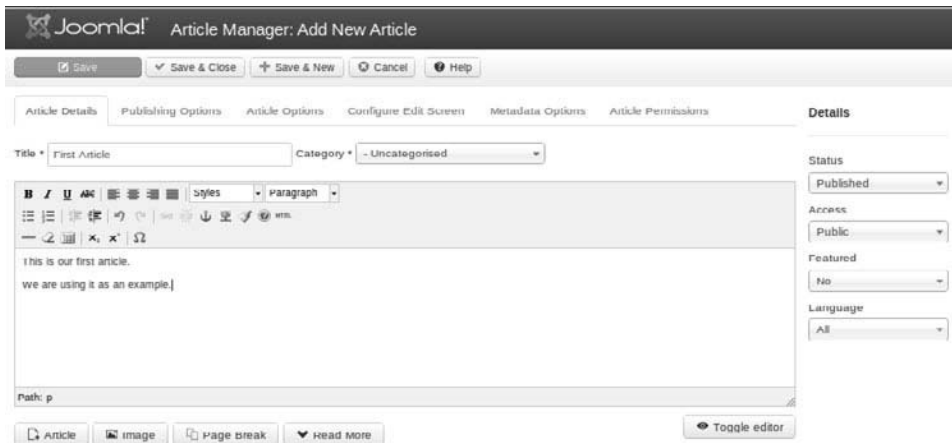 Joomla! Article Manager: Add New Article
Save Save & Close Save & New Cancel Help
Article Details Publishing Options Article Options Configure Edit Screen Metadata Options Article Permissions
Details
Title * First Article Category * - Uncategorised
Status
Published
B I U ABC Styles Paragraph
Access
HTML
Public
x, x' Ω
This is our first article.
Featured
We are using it as an example.
No
Language
All
Path: p
Article Image Page Break Read More Toggle editor